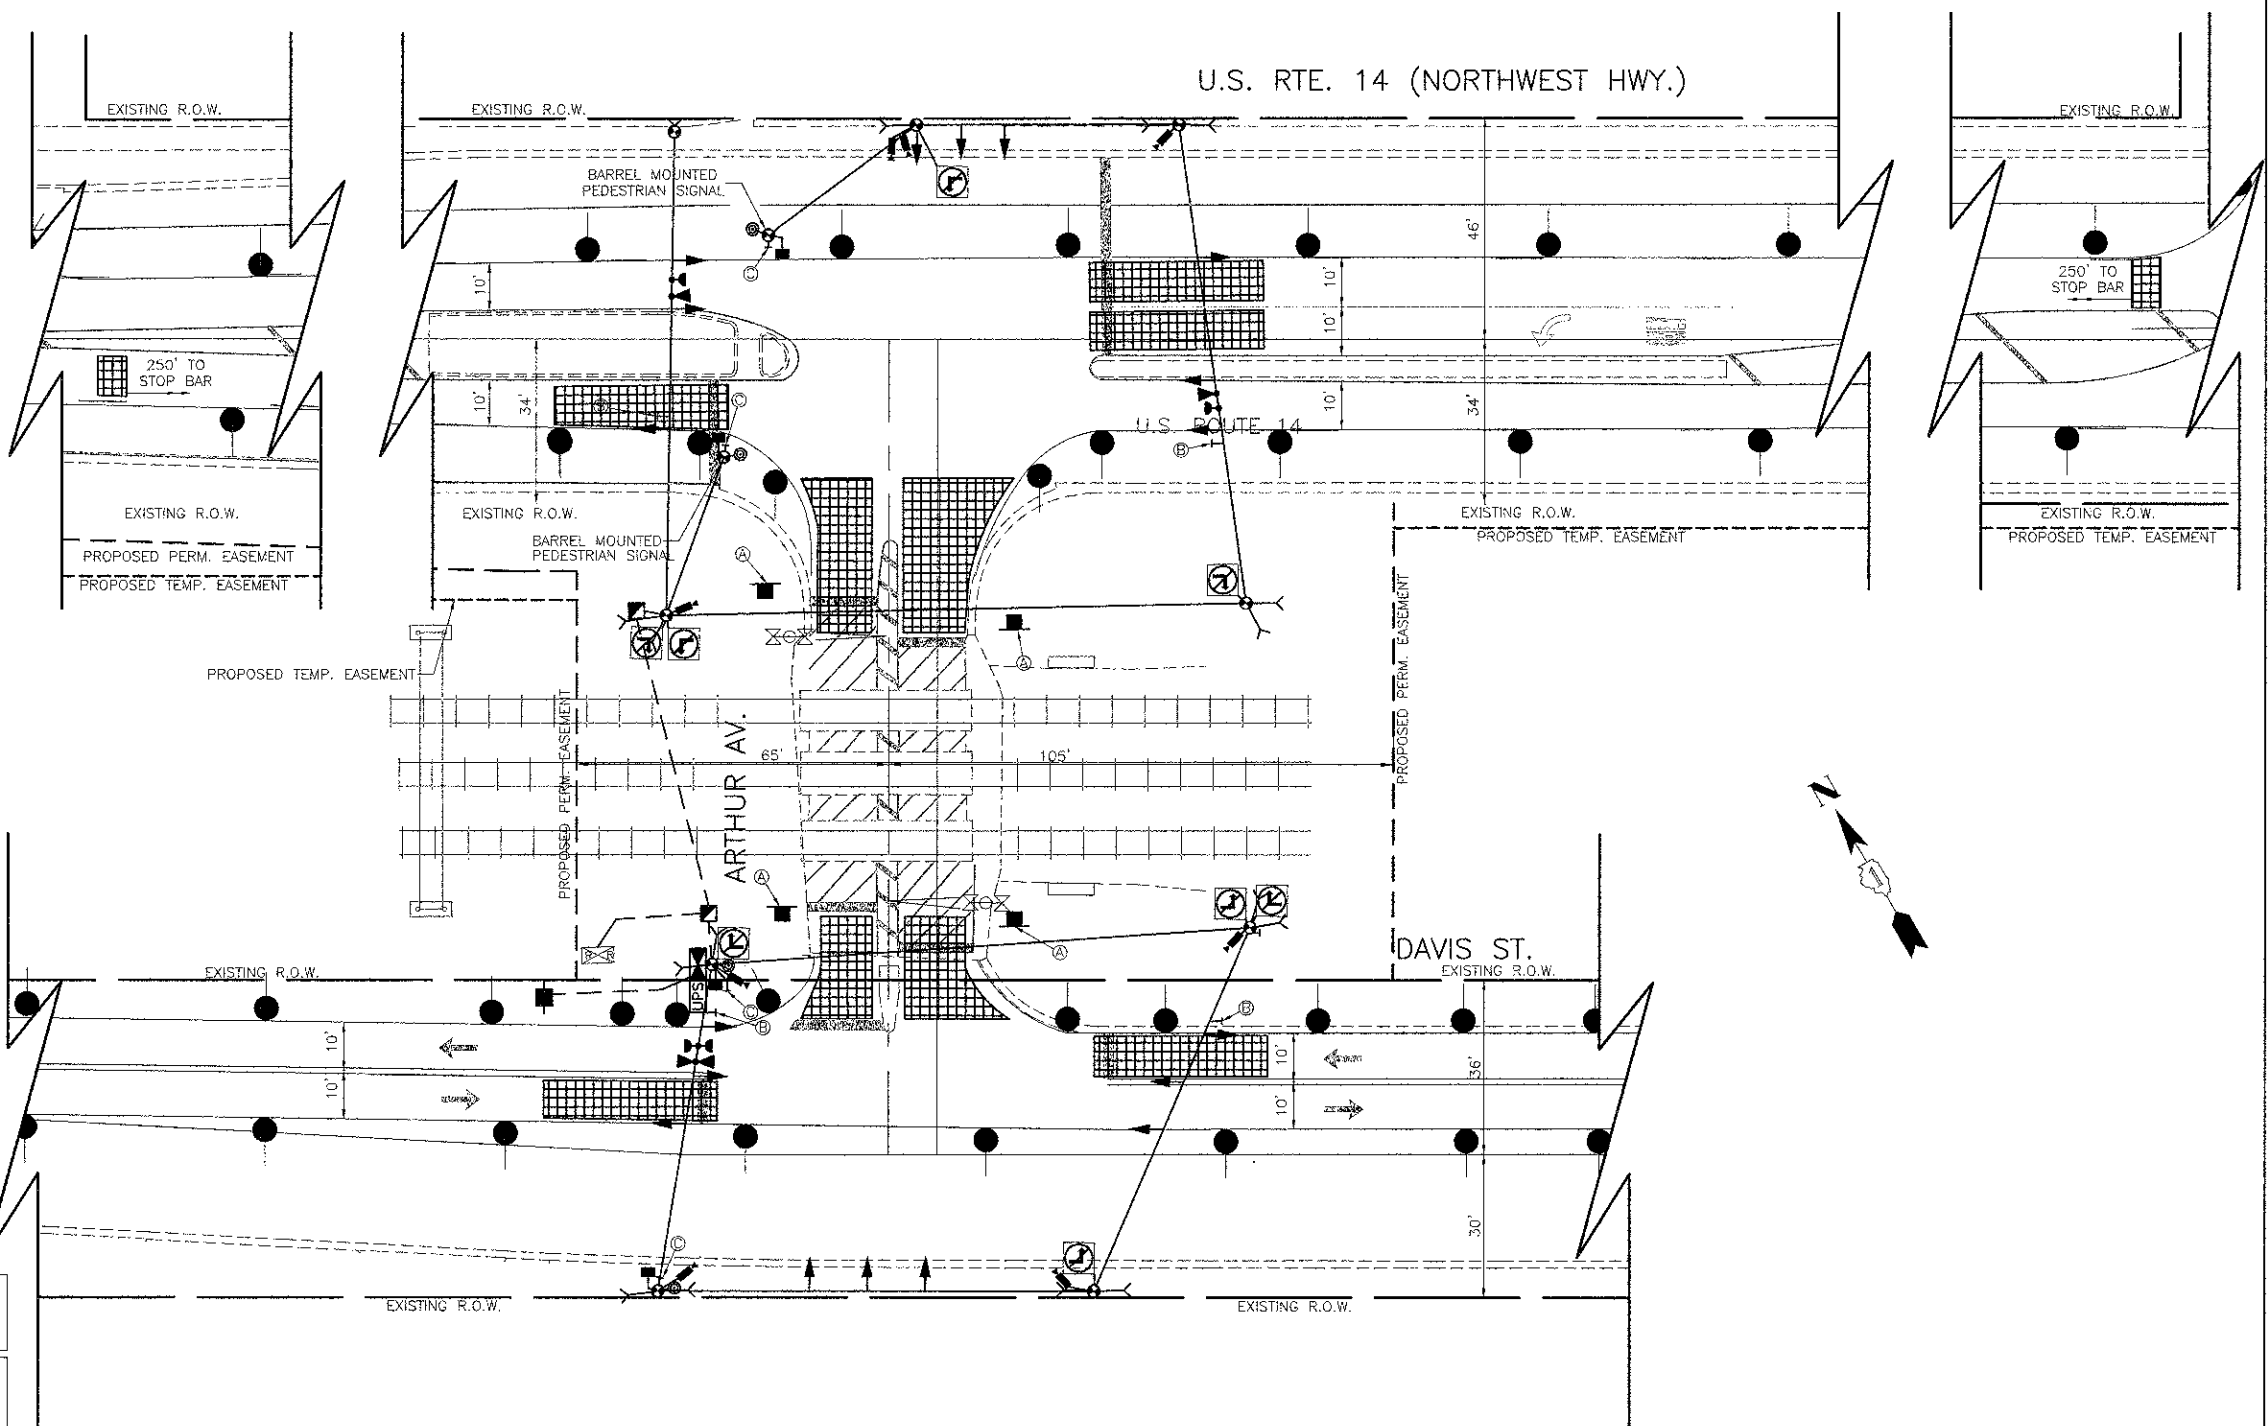 U.S. RTE. 14 (NORTHWEST HWY.)
EXISTING R.O.W.
EXISTING R.O.W.
EXISTING R.O.W.
BARREL MOUNTED
PEDESTRIAN SIGNAL
C
46'
10'
10'
10'
250' TO
STOP BAR
250' TO
STOP BAR
10'
34'
C
10'
34'
U.S. ROUTE 14
B
EXISTING R.O.W.
EXISTING R.O.W.
EXISTING R.O.W.
EXISTING R.O.W.
PROPOSED PERM. EASEMENT
PROPOSED TEMP. EASEMENT
BARREL MOUNTED
PEDESTRIAN SIGNAL
A
PROPOSED TEMP. EASEMENT
PROPOSED TEMP. EASEMENT
PROPOSED TEMP. EASEMENT
A
PROPOSED PERM. EASEMENT
PROPOSED PERM. EASEMENT
ARTHUR AV.
65'
105'
N
A
A
DAVIS ST.
EXISTING R.O.W.
EXISTING R.O.W.
UPS
C
B
B
10'
10'
10'
10'
36'
30'
C
EXISTING R.O.W.
EXISTING R.O.W.